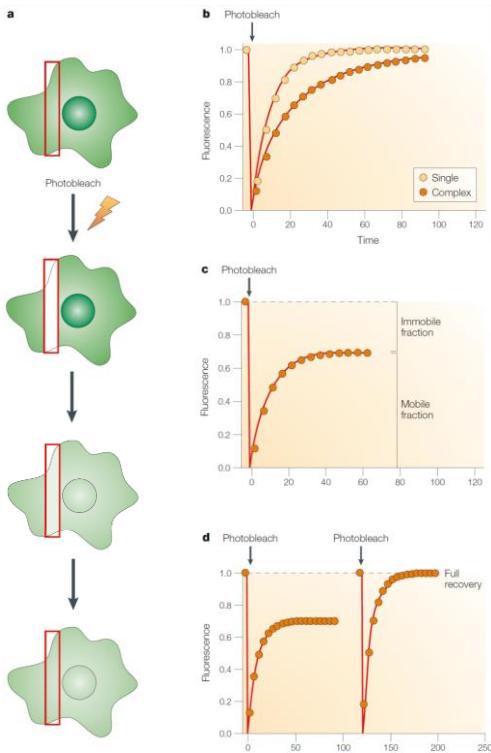 a
Photobleach
b
Photobleach
Fluorescence
1.0
0.8
0.6
0.4
0.2
0.0
Single
Complex
0 20 40 60 80 100 120
Time
c
Photobleach
Fluorescence
1.0
0.8
0.6
0.4
0.2
0.0
Immobile
fraction
=
Mobile
fraction
0 20 40 60 80 100 120
d
Photobleach Photobleach
Fluorescence
1.0
0.8
0.6
0.4
0.2
0.0
Full
recovery
0 50 100 150 200 250